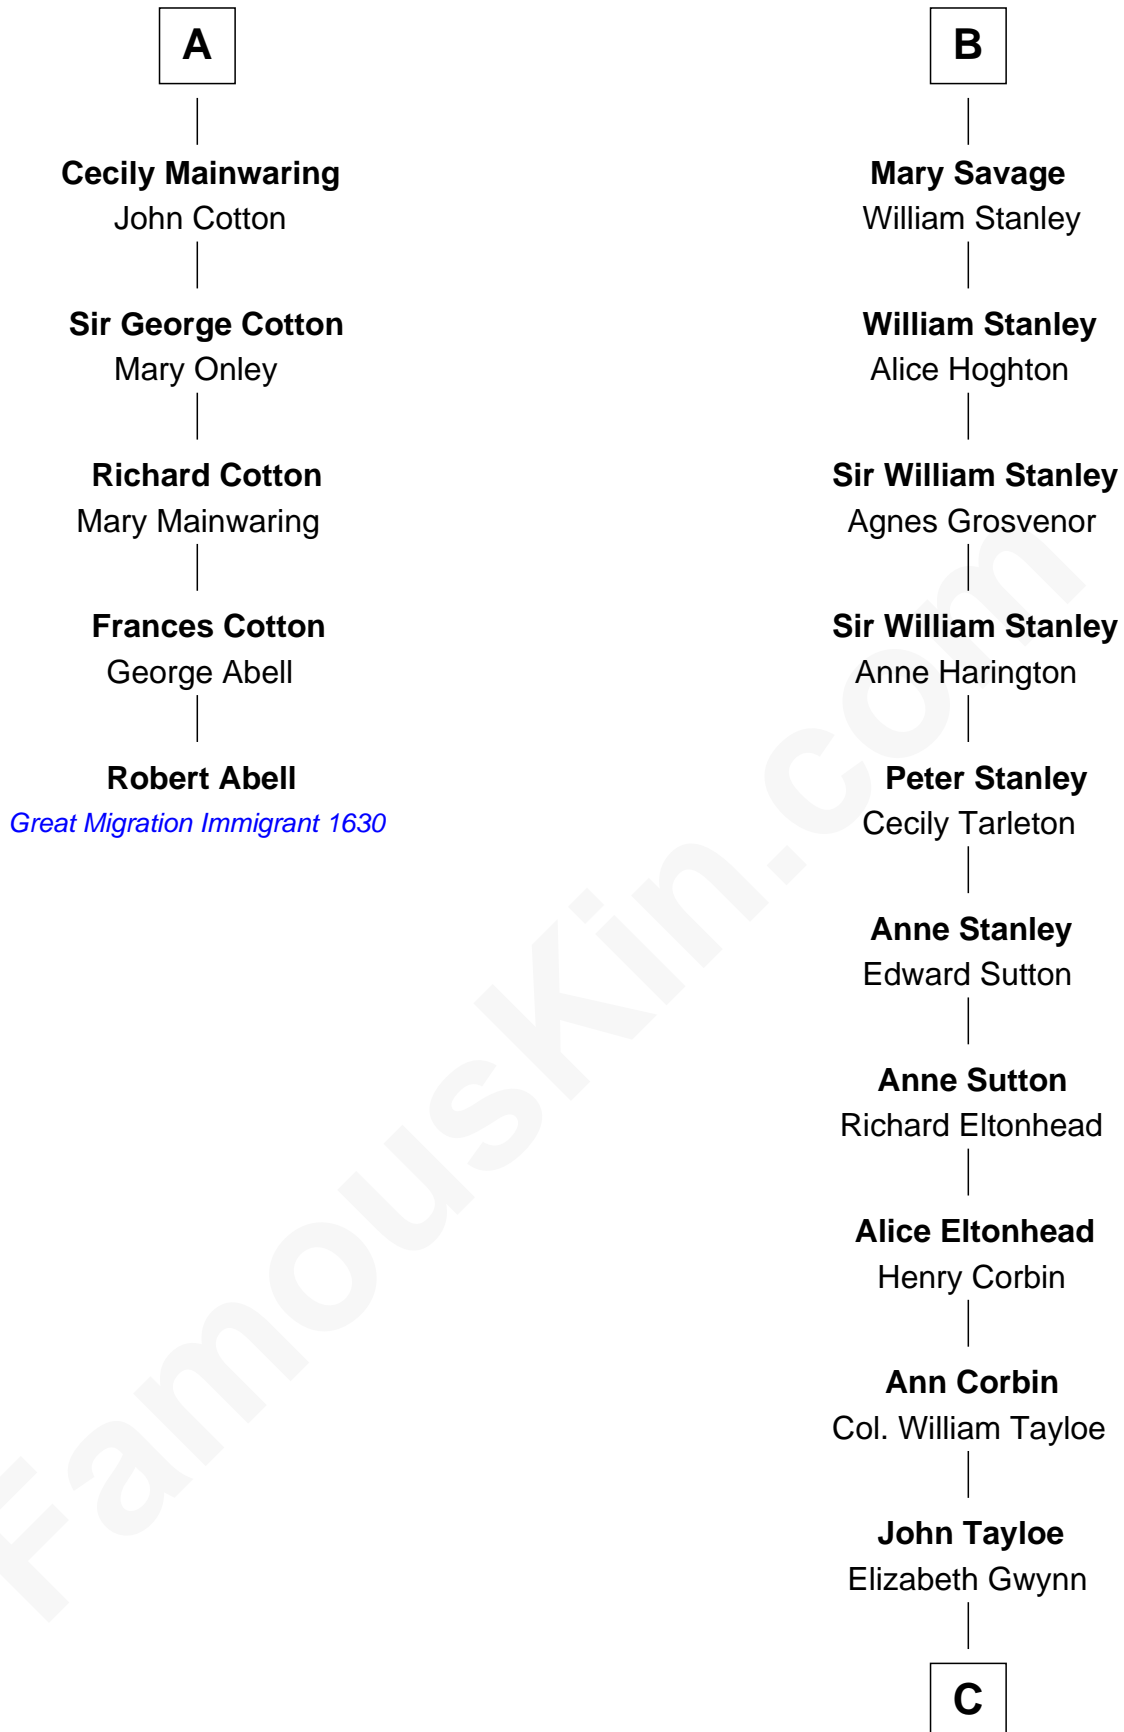 A
Cecily Mainwaring
John Cotton
Sir George Cotton
Mary Onley
Richard Cotton
Mary Mainwaring
Frances Cotton
George Abell
Robert Abell
Great Migration Immigrant 1630
B
Mary Savage
William Stanley
William Stanley
Alice Hoghton
Sir William Stanley
Agnes Grosvenor
Sir William Stanley
Anne Harington
Peter Stanley
Cecily Tarleton
Anne Stanley
Edward Sutton
Anne Sutton
Richard Eltonhead
Alice Eltonhead
Henry Corbin
Ann Corbin
Col. William Tayloe
John Tayloe
Elizabeth Gwynn
C
FamousKin.com